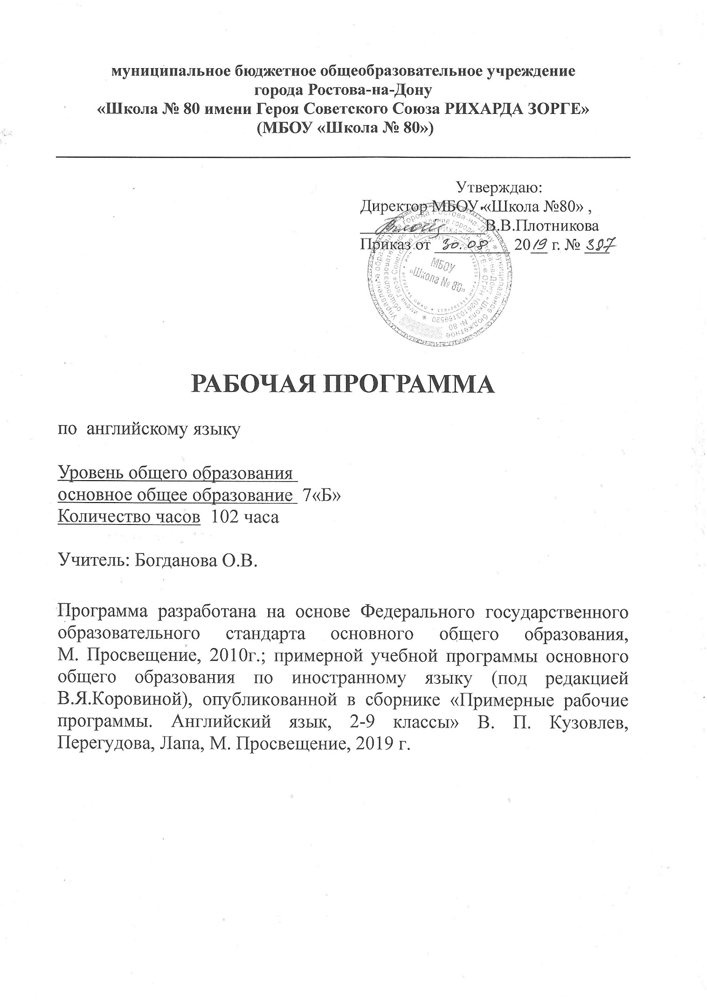 муниципальное бюджетное общеобразовательное учреждение
города Ростова-на-Дону
«Школа № 80 имени Героя Советского Союза РИХАРДА ЗОРГЕ»
(МБОУ «Школа № 80»)
Утверждаю:
Директор МБОУ «Школа №80» ,
В.В.Плотникова
Приказ от 30.08 2019 г. № 387
МБОУ
«Школа № 80»
РАБОЧАЯ ПРОГРАММА
по английскому языку
Уровень общего образования
основное общее образование 7«Б»
Количество часов 102 часа
Учитель: Богданова О.В.
Программа разработана на основе Федерального государственного
образовательного стандарта основного общего образования,
М. Просвещение, 2010г.; примерной учебной программы основного
общего образования по иностранному языку (под редакцией
В.Я.Коровиной), опубликованной в сборнике «Примерные рабочие
программы. Английский язык, 2-9 классы» В. П. Кузовлев,
Перегудова, Лапа, М. Просвещение, 2019 г.